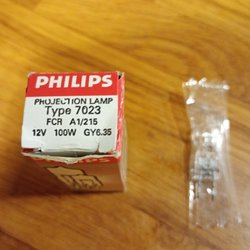 PHILIPS
PROJECTION LAMP
Type 7023
FCR A1/215
12V 100W GY6.35